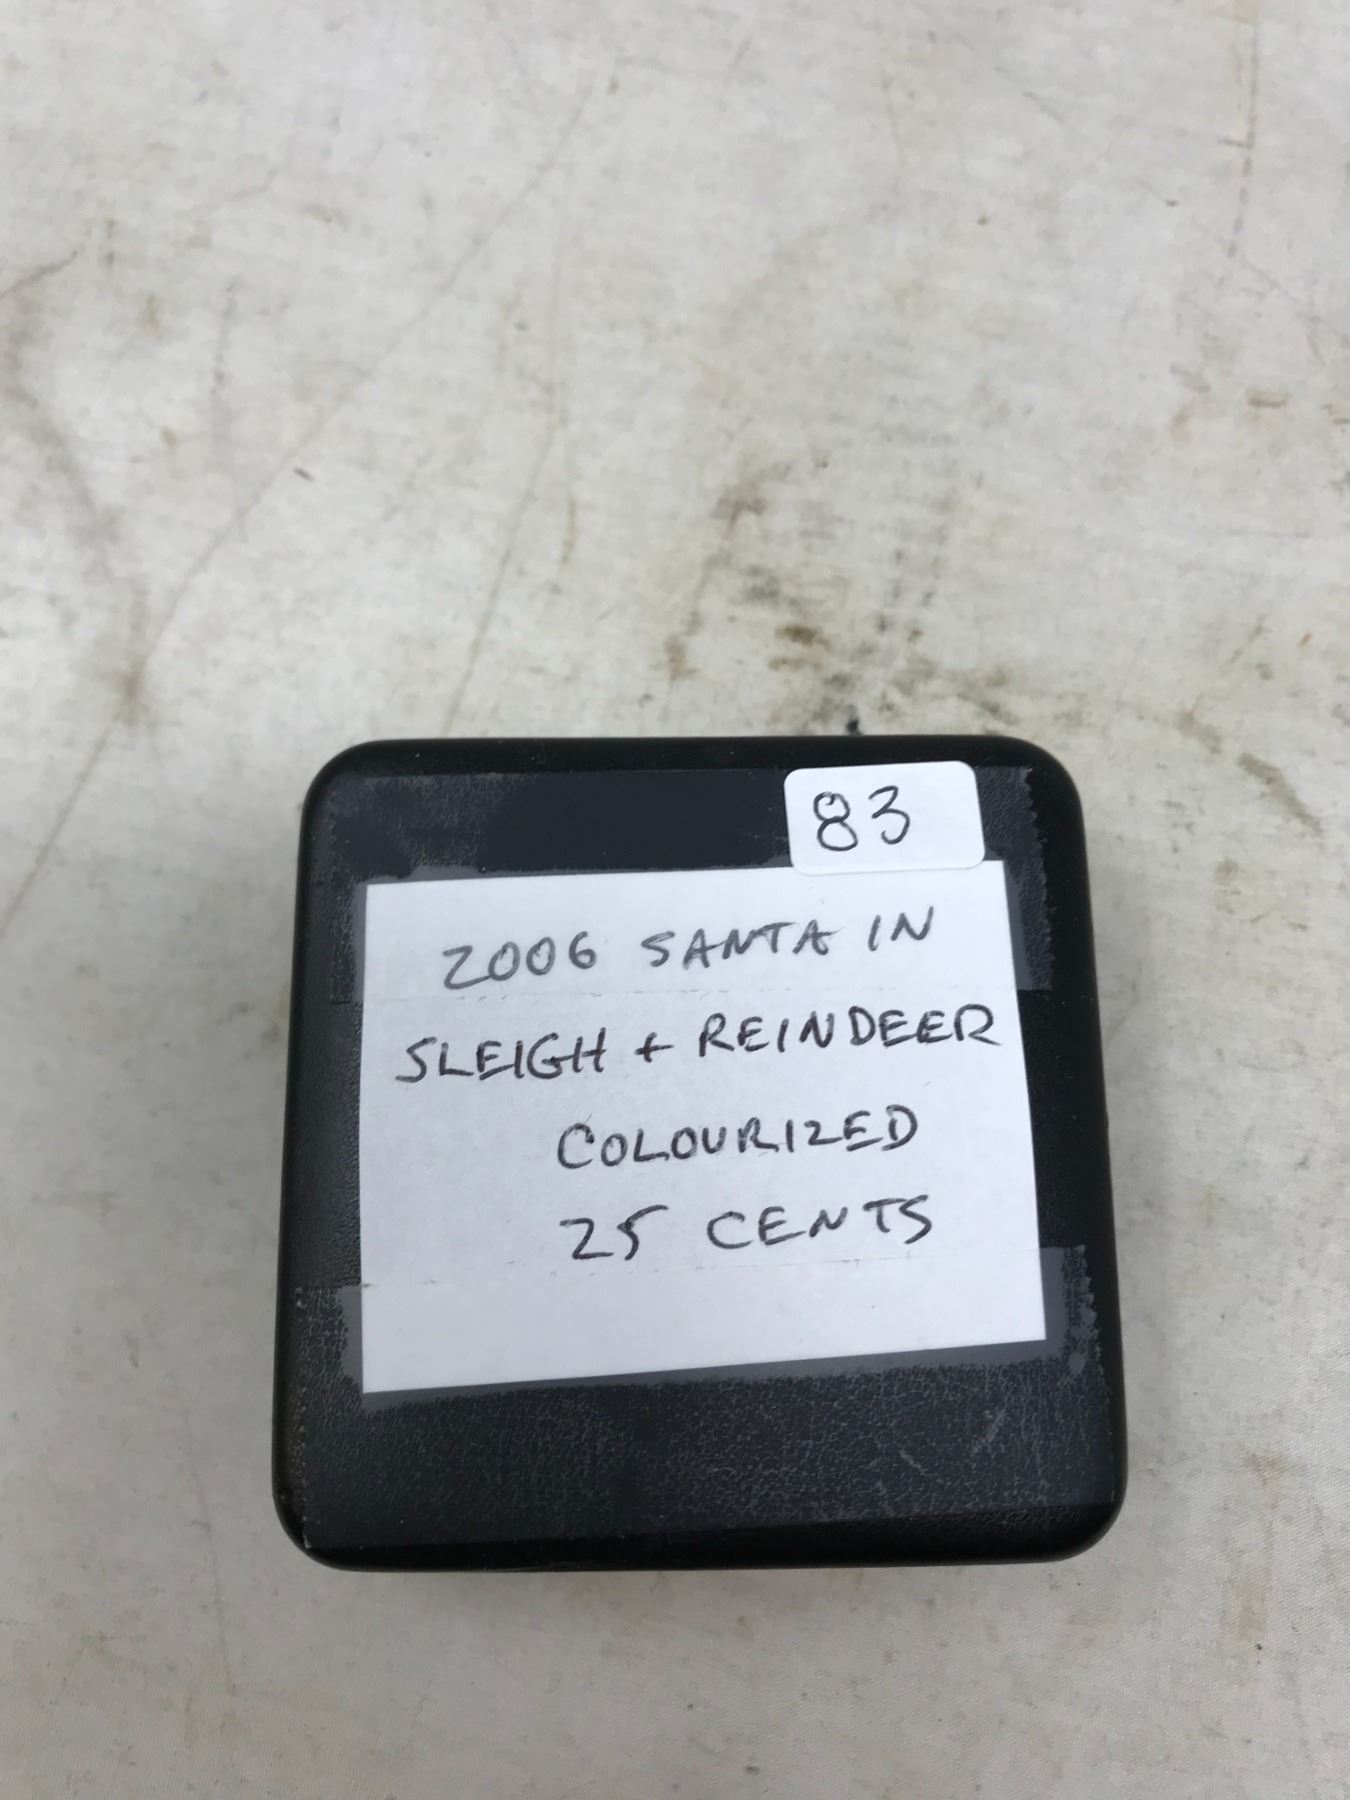 83
2006 SANTA IN
SLEIGH + REINDEER
COLOURIZED
25 CENTS